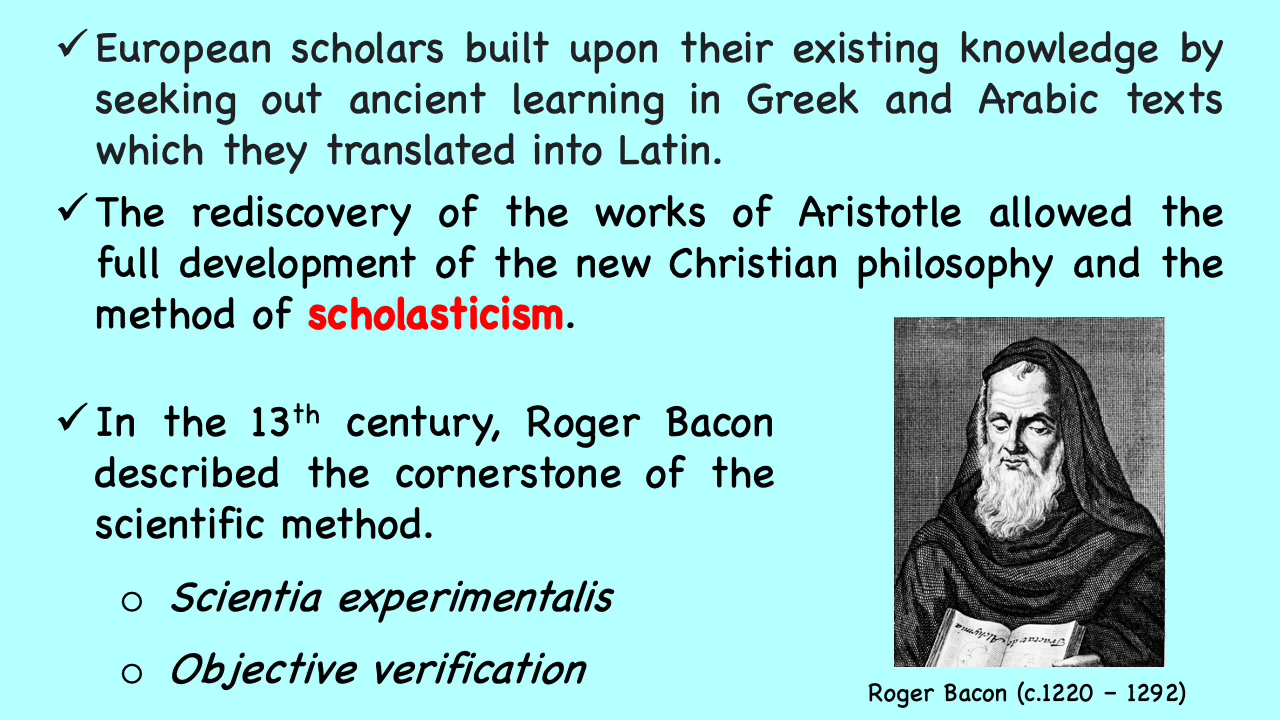 ✓ European scholars built upon their existing knowledge by
seeking out ancient learning in Greek and Arabic texts
which they translated into Latin.
✓ The rediscovery of the works of Aristotle allowed the
full development of the new Christian philosophy and the
method of scholasticism.
✓ In the 13th century, Roger Bacon
described the cornerstone of the
scientific method.
o Scientia experimentalis
o Objective verification
Tractat de Alchymia
Roger Bacon (c.1220 – 1292)